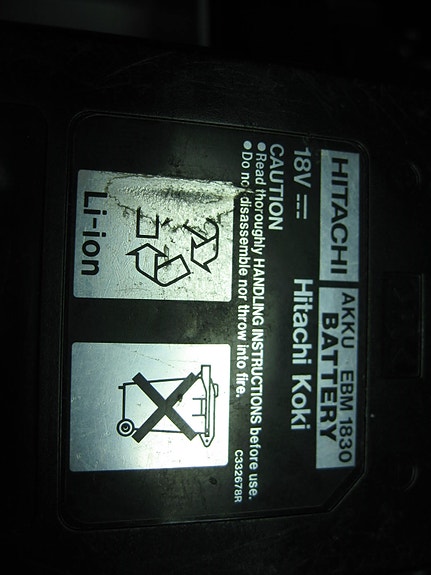 HITACHI AKKU EBM 1830
BATTERY
18V Hitachi Koki
CAUTION
●Read thoroughly HANDLING INSTRUCTIONS before use.
●Do not disassemble nor throw into fire.
C332678R
Li-ion